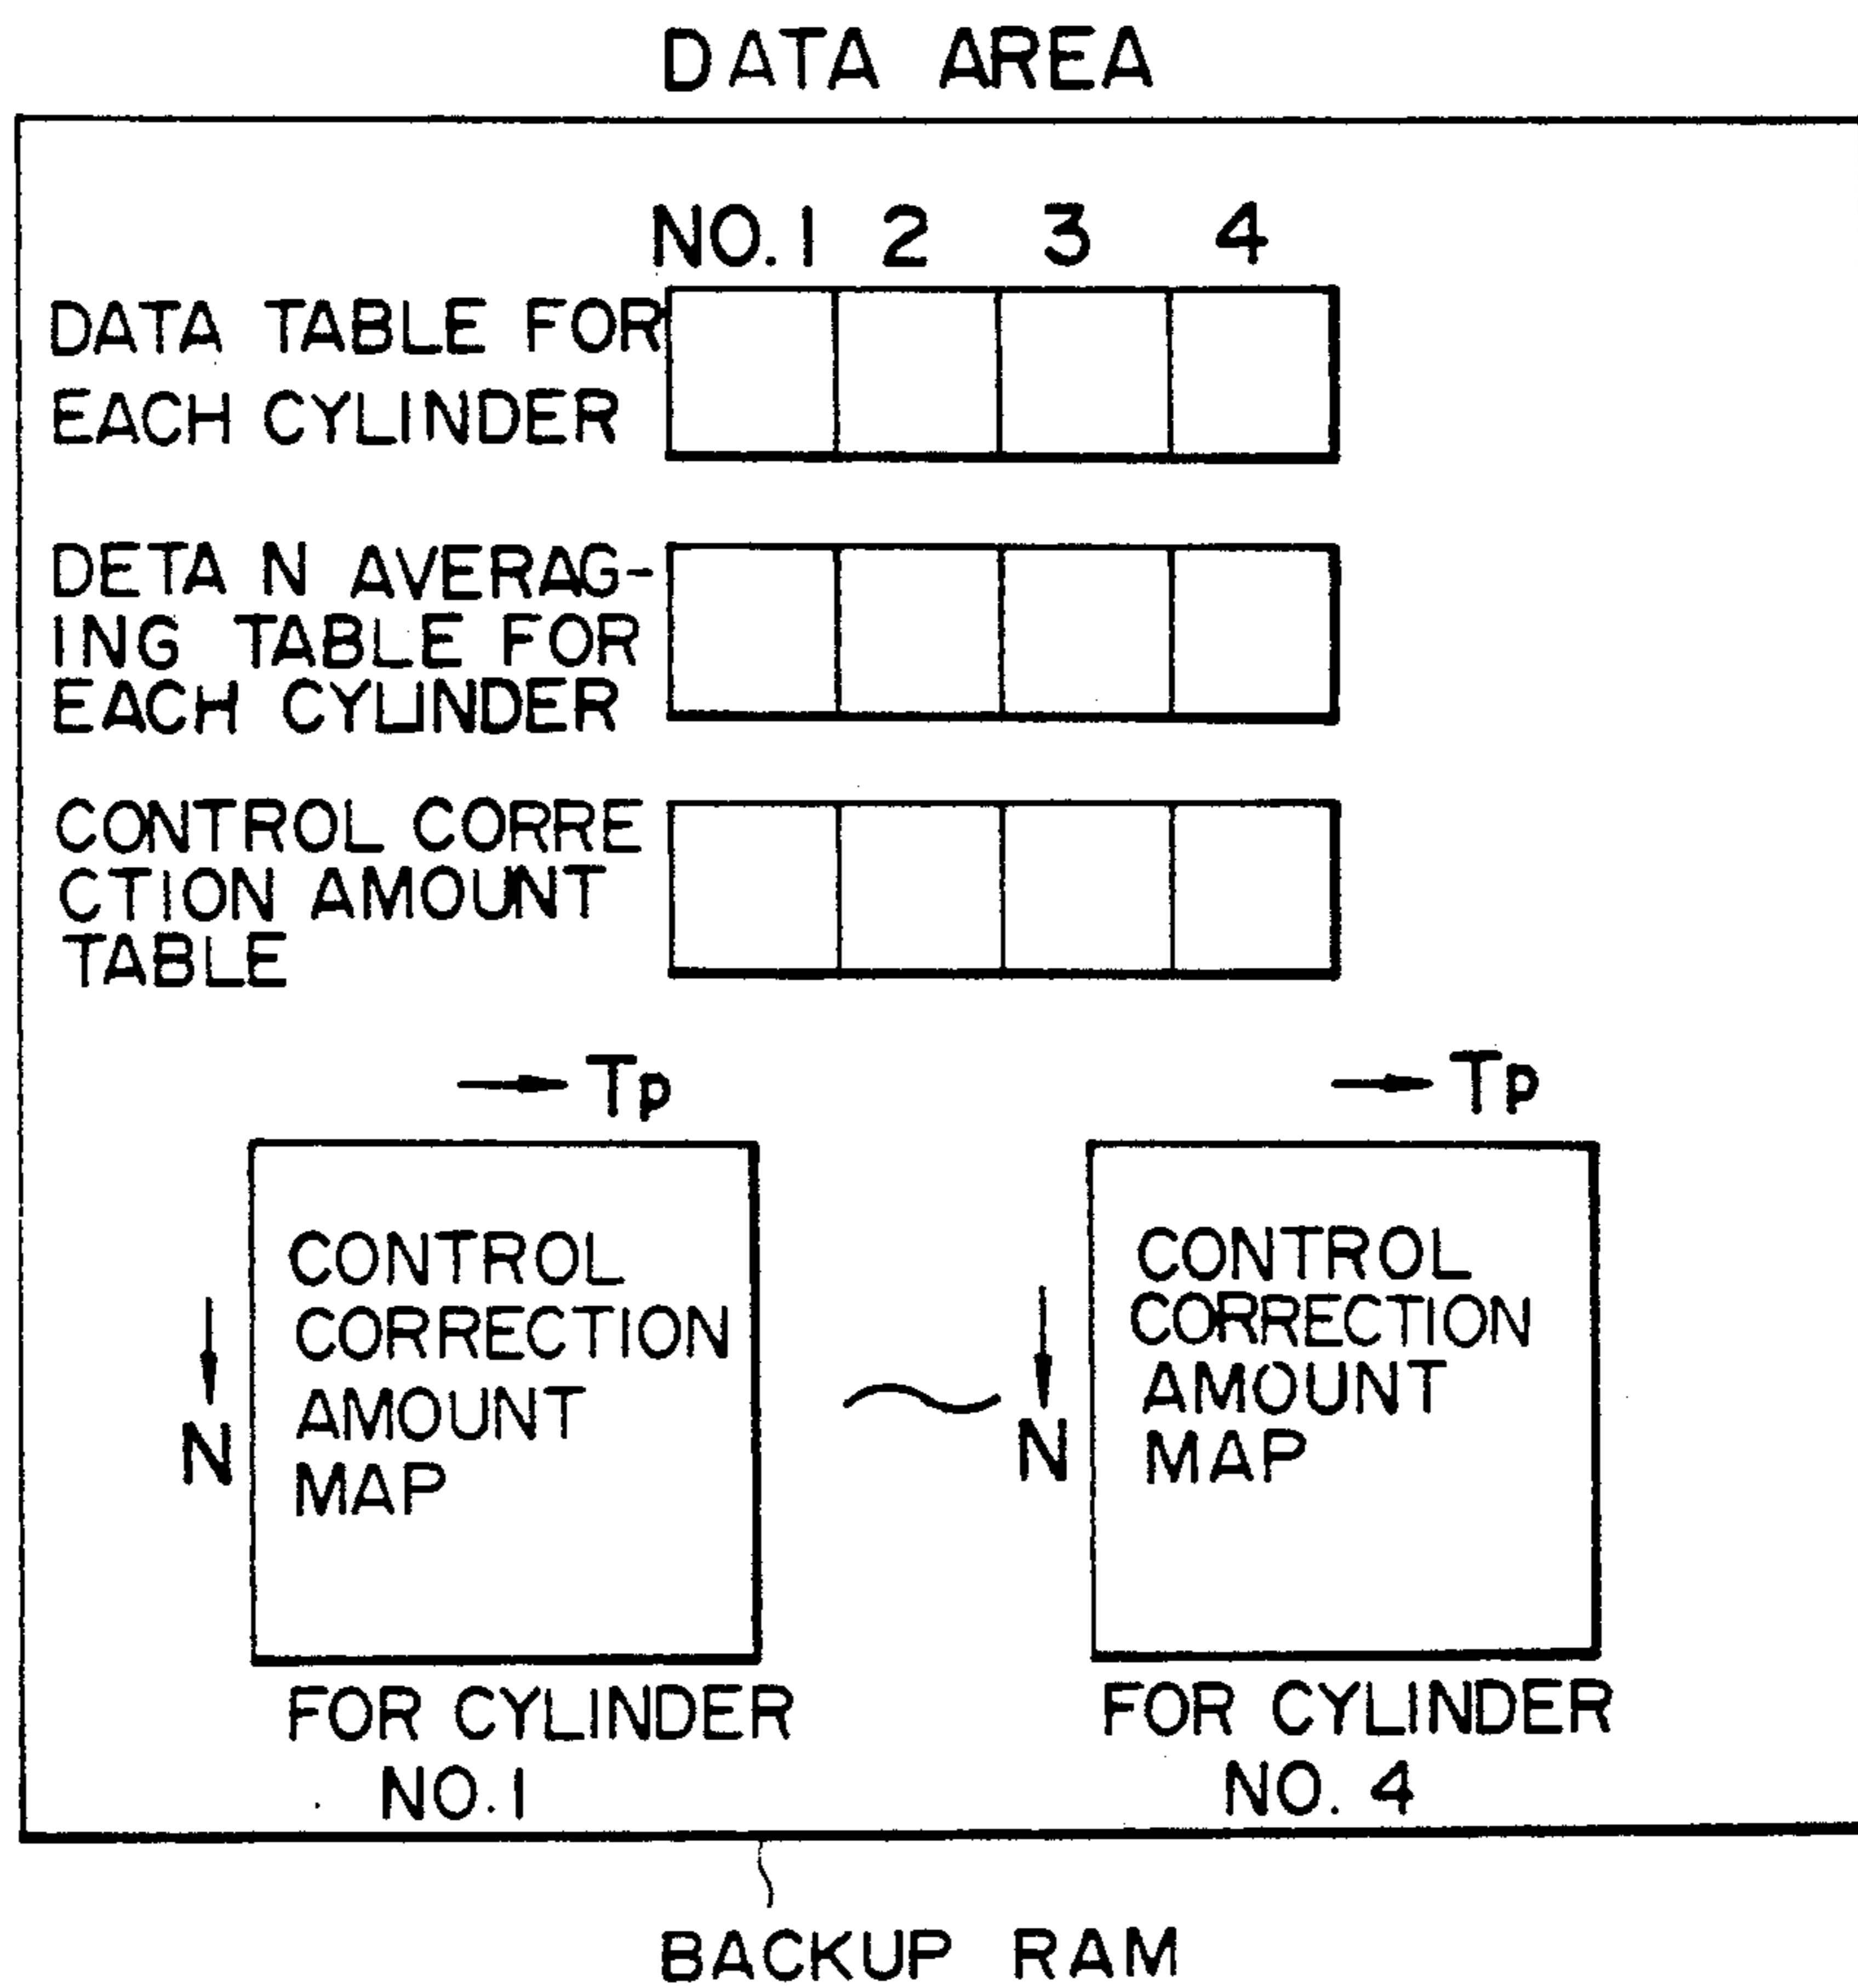 DATA AREA
NO. 1 2 3 4
DATA TABLE FOR
EACH CYLINDER
DETA N AVERAG-
ING TABLE FOR
EACH CYLINDER
CONTROL CORRE
CTION AMOUNT
TABLE
Tp
Tp
CONTROL
CORRECTION
AMOUNT
MAP
N
FOR CYLINDER
NO. 1
CONTROL
CORRECTION
AMOUNT
MAP
N
FOR CYLINDER
NO. 4
BACKUP RAM